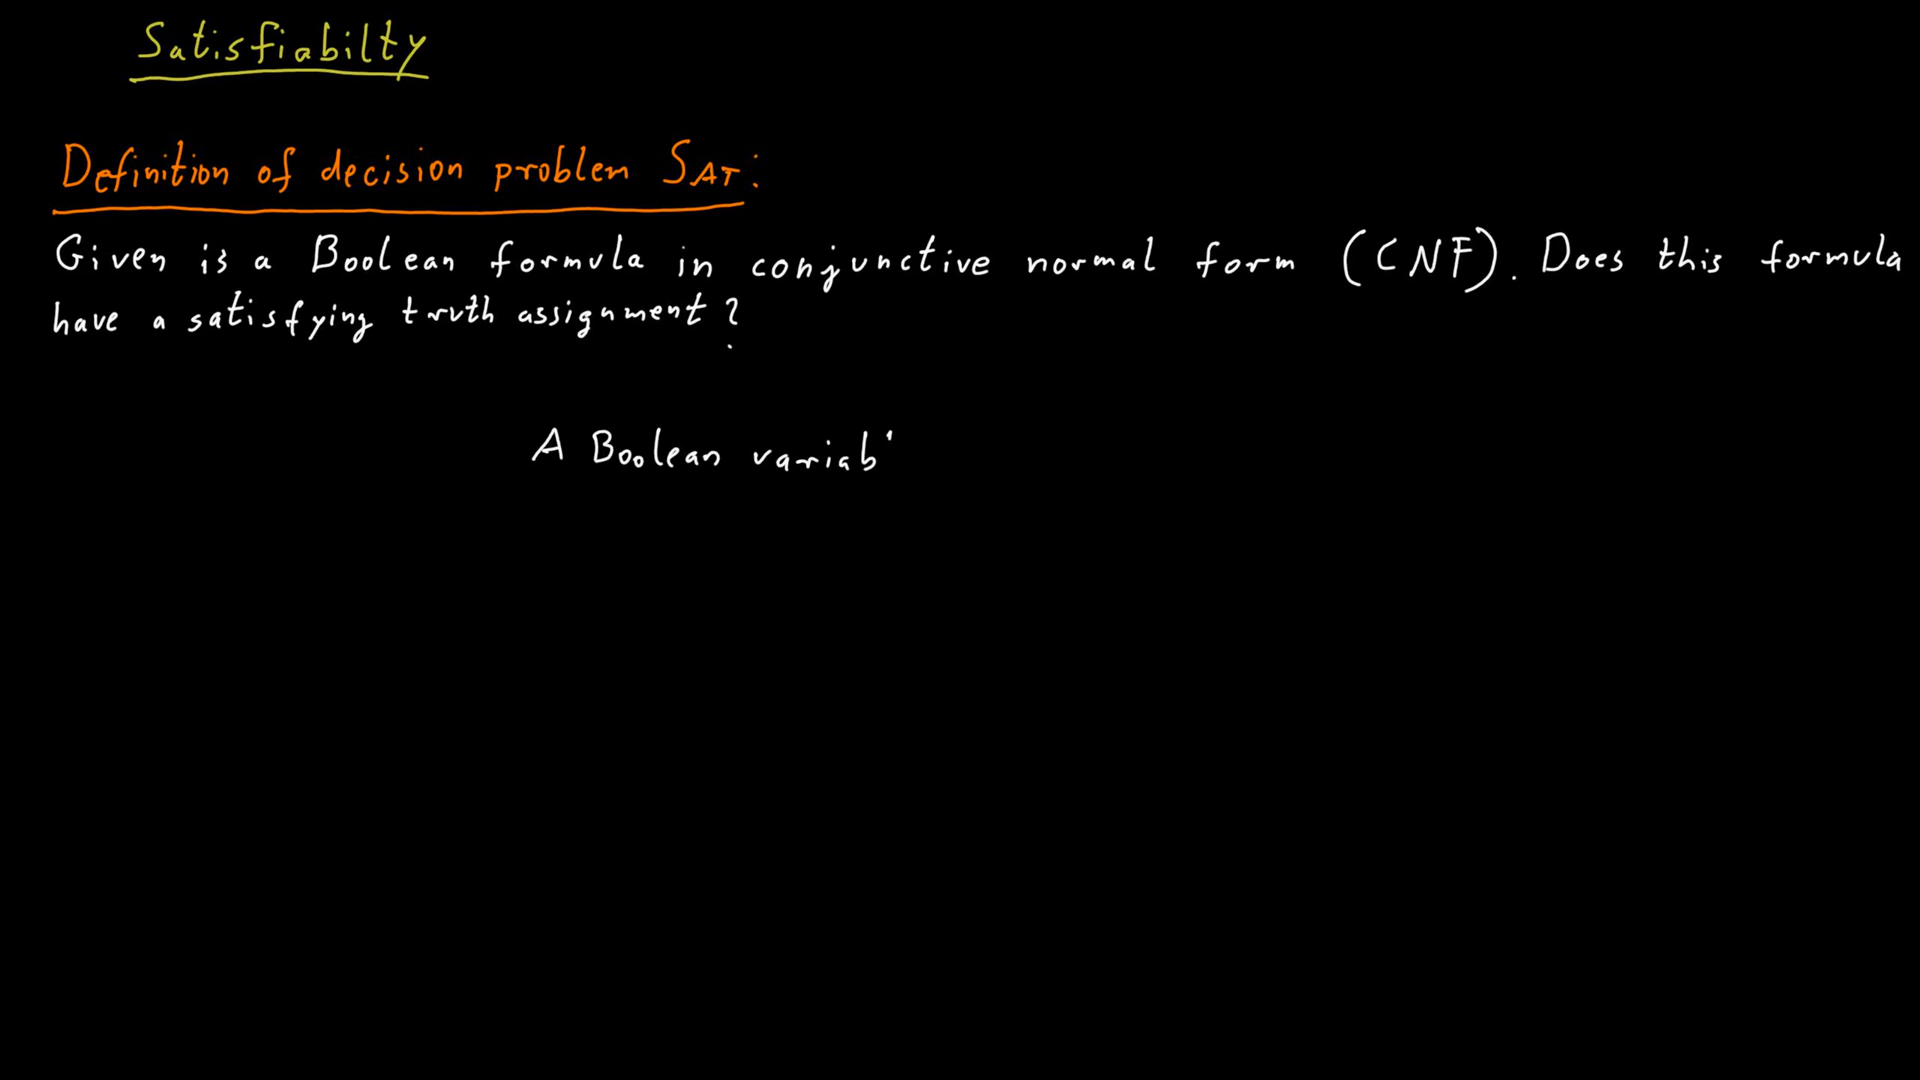 Satisfiabilty
Definition of decision problem SAT:
Given is a Boolean formula in conjunctive normal form (CNF). Does this formula
have a satisfying truth assignment?
A Boolean variab'